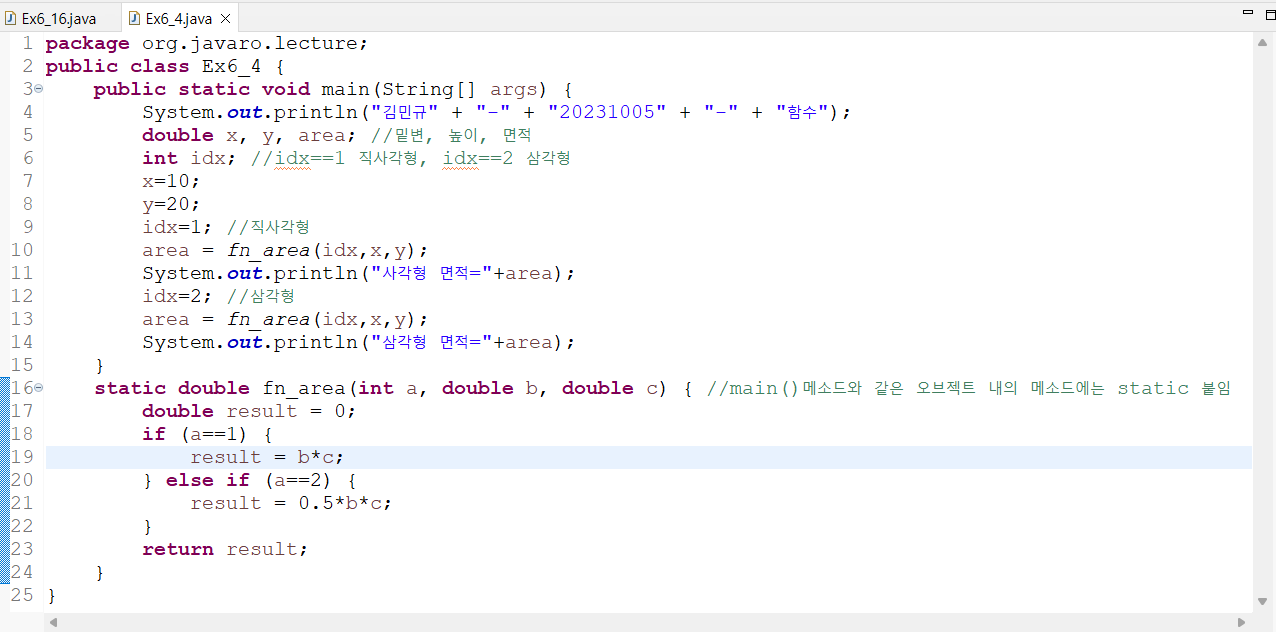 Ex6_16.java Ex6_4.java
1 package org.javaro.lecture;
2 public class Ex6_4 {
3 public static void main(String[] args) {
4 System.out.println("김민규" + "-" + "20231005" + "-" + "함수");
5 double x, y, area; //밑변, 높이, 면적
6 int idx; //idx==1 직사각형, idx==2 삼각형
7 x=10;
8 y=20;
9 idx=1; //직사각형
10 area = fn_area(idx,x,y);
11 System.out.println("사각형 면적="+area);
12 idx=2; //삼각형
13 area = fn_area(idx,x,y);
14 System.out.println("삼각형 면적="+area);
15 }
16 static double fn_area(int a, double b, double c) { //main()메소드와 같은 오브젝트 내의 메소드에는 static 붙임
17 double result = 0;
18 if (a==1) {
19 result = b*c;
20 } else if (a==2) {
21 result = 0.5*b*c;
22 }
23 return result;
24 }
25 }